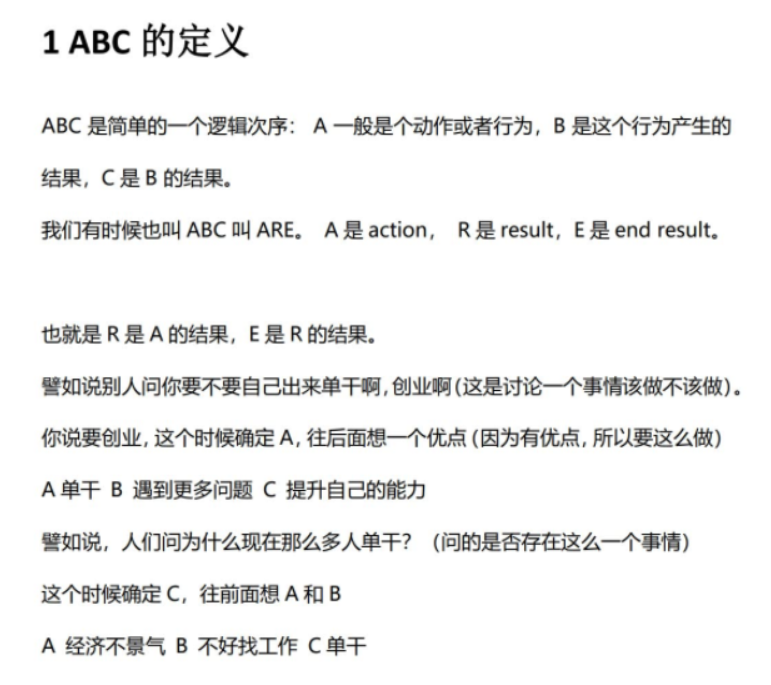 1 ABC 的定义
ABC 是简单的一个逻辑次序： A 一般是个动作或者行为，B 是这个行为产生的
结果，C 是 B 的结果。
我们有时候也叫 ABC 叫 ARE。 A 是 action， R 是 result，E 是 end result。
也就是 R 是 A 的结果，E 是 R 的结果。
譬如说别人问你要不要自己出来单干啊,创业啊(这是讨论一个事情该做不该做)。
你说要创业,这个时候确定 A,往后面想一个优点(因为有优点,所以要这么做)
A 单干 B 遇到更多问题 C 提升自己的能力
譬如说，人们问为什么现在那么多人单干？（问的是否存在这么一个事情）
这个时候确定 C，往前面想 A 和 B
A 经济不景气 B 不好找工作 C 单干